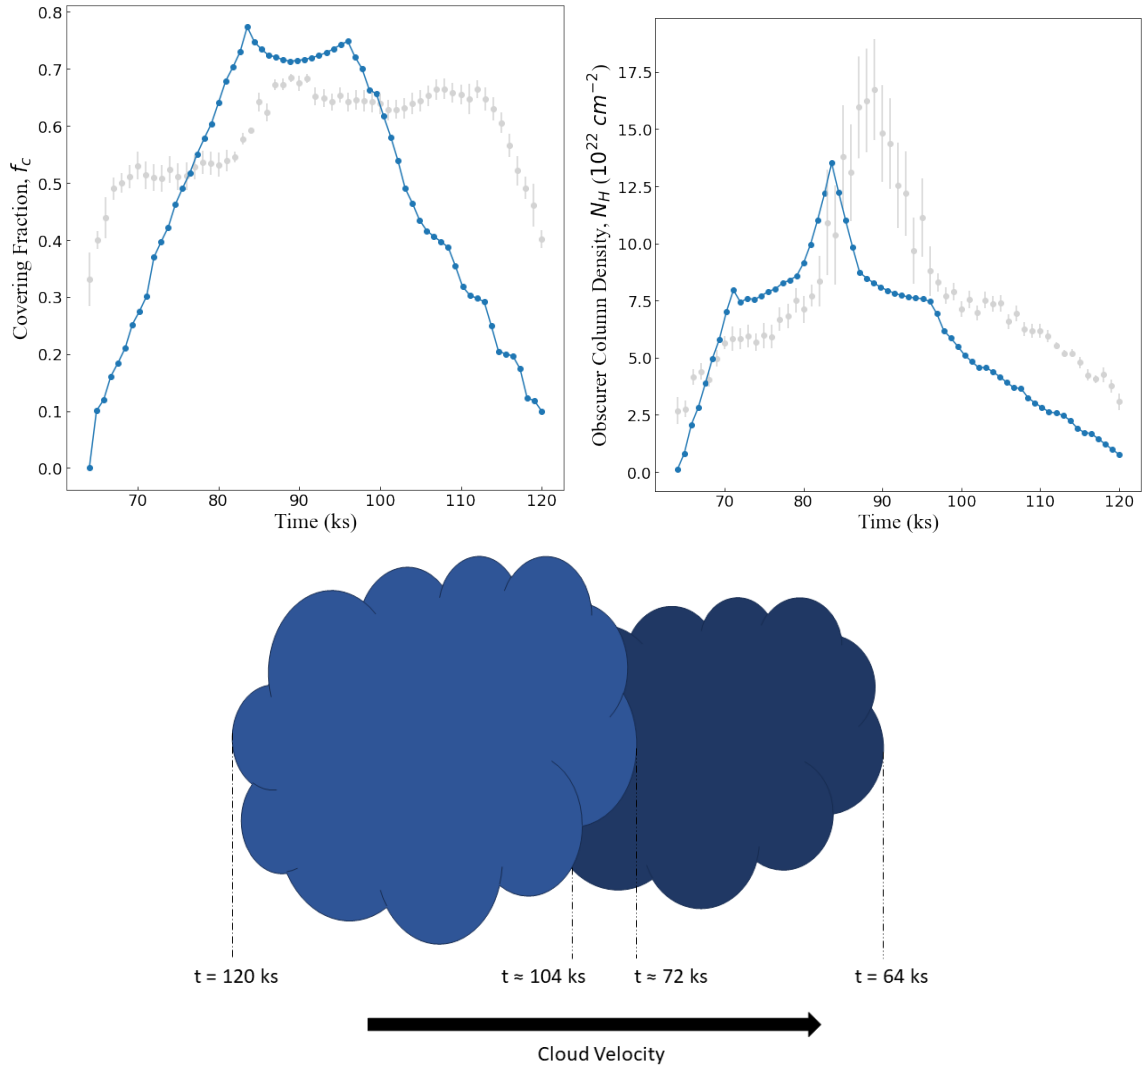 0.8
0.7
0.6
0.5
0.4
0.3
0.2
0.1
0.0
Covering Fraction, f_c
70 80 90 100 110 120
Time (ks)
17.5
15.0
12.5
10.0
7.5
5.0
2.5
0.0
Obscurer Column Density, N_H (10^22 cm^−2)
70 80 90 100 110 120
Time (ks)
t = 120 ks t ≈ 104 ks t ≈ 72 ks t = 64 ks
Cloud Velocity